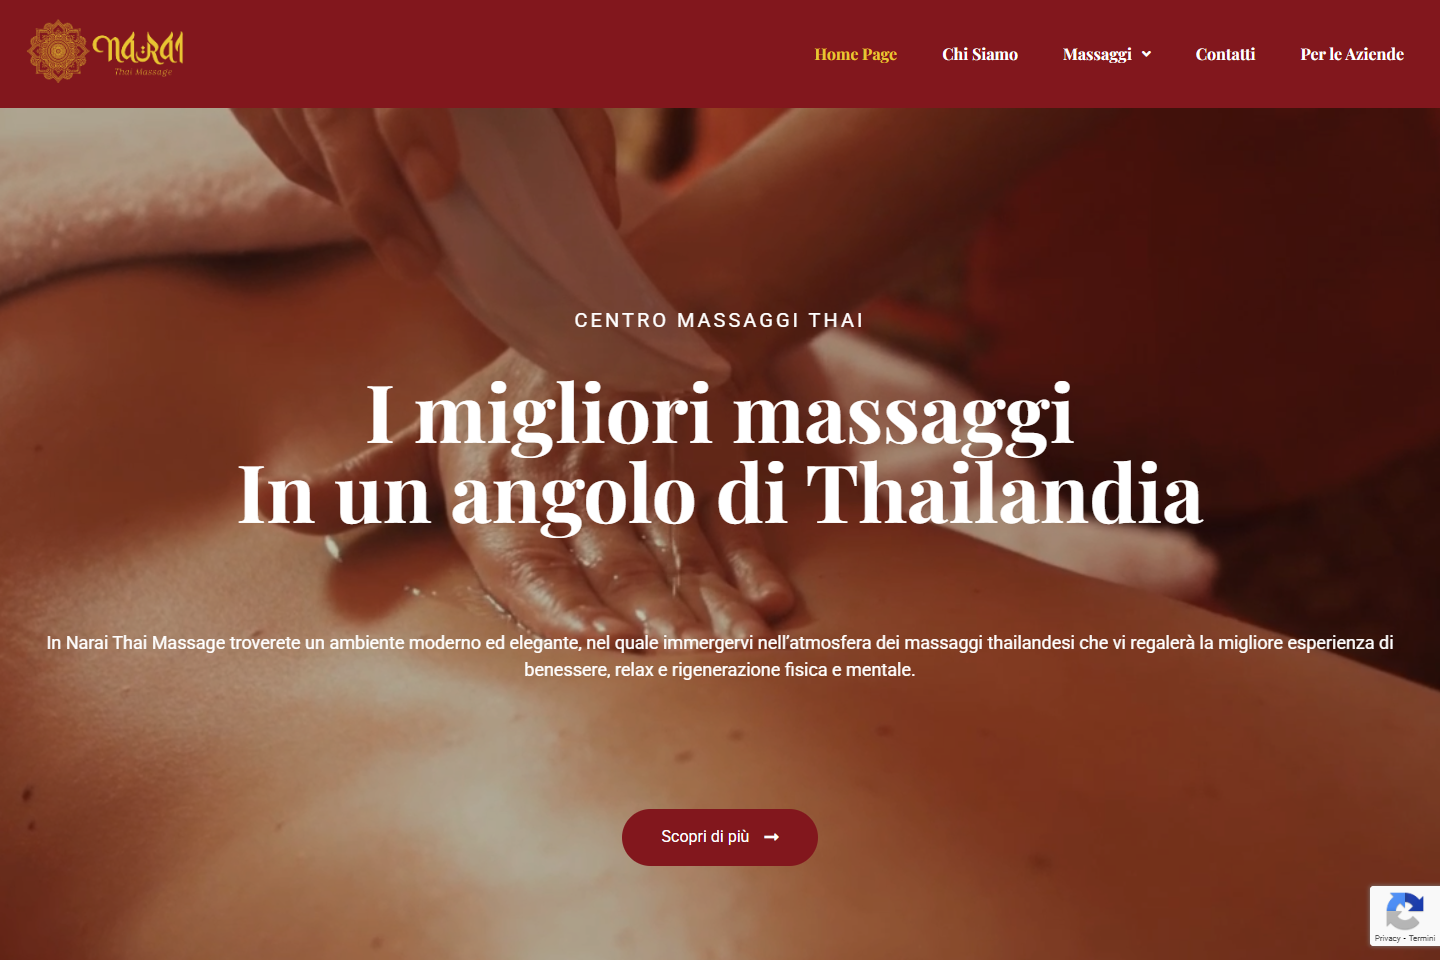 NARAI
Thai Massage
Home Page
Chi Siamo
Massaggi
Contatti
Per le Aziende
CENTRO MASSAGGI THAI
I migliori massaggi
In un angolo di Thailandia
In Narai Thai Massage troverete un ambiente moderno ed elegante, nel quale immergervi nell’atmosfera dei massaggi thailandesi che vi regalerà la migliore esperienza di
benessere, relax e rigenerazione fisica e mentale.
Scopri di più
Privacy - Termini